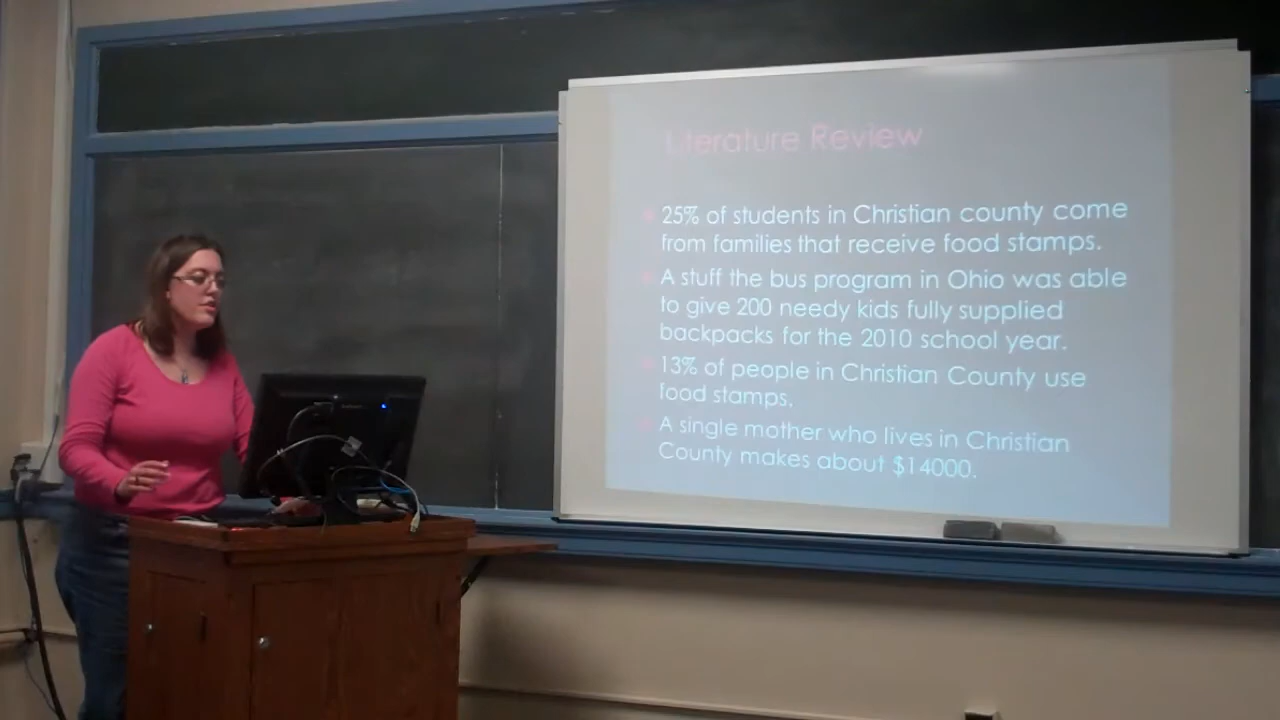 Literature Review
25% of students in Christian county come
from families that receive food stamps.
A stuff the bus program in Ohio was able
to give 200 needy kids fully supplied
backpacks for the 2010 school year.
13% of people in Christian County use
food stamps.
A single mother who lives in Christian
County makes about $14000.